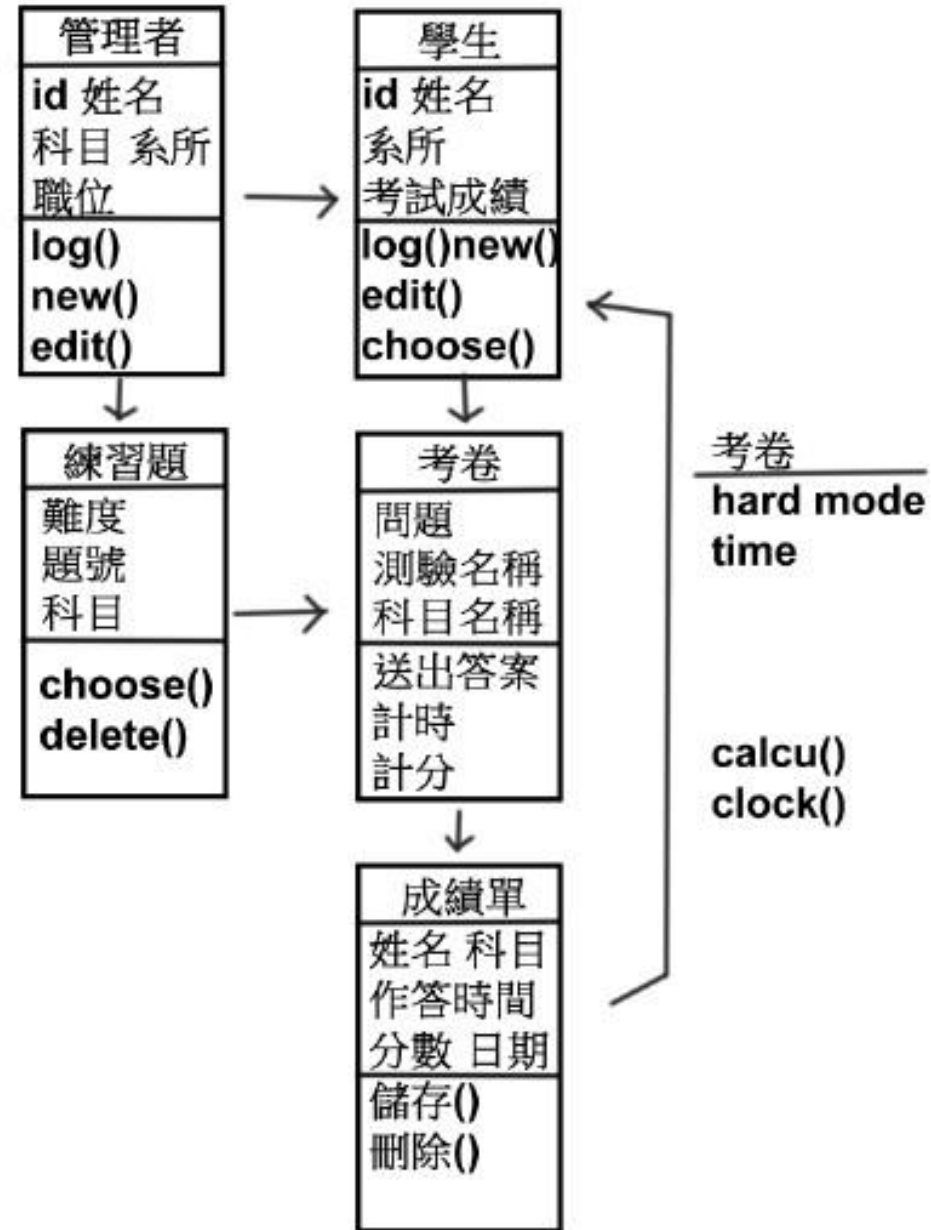 管理者
id 姓名
科目 系所
職位
log()
new()
edit()
學生
id 姓名
系所
考試成績
log()new()
edit()
choose()
練習題
難度
題號
科目
choose()
delete()
考卷
問題
測驗名稱
科目名稱
送出答案
計時
計分
成績單
姓名 科目
作答時間
分數 日期
儲存()
刪除()
考卷
hard mode
time
calcu()
clock()